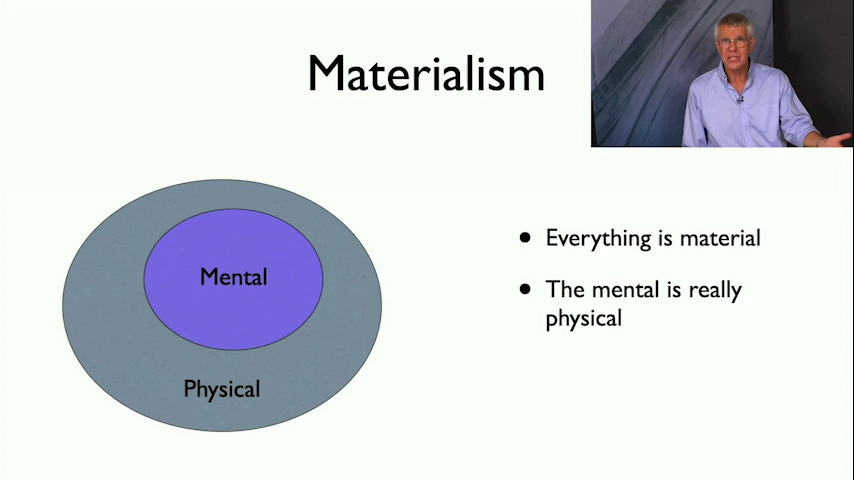 Materialism
Mental
Physical
• Everything is material
• The mental is really
physical